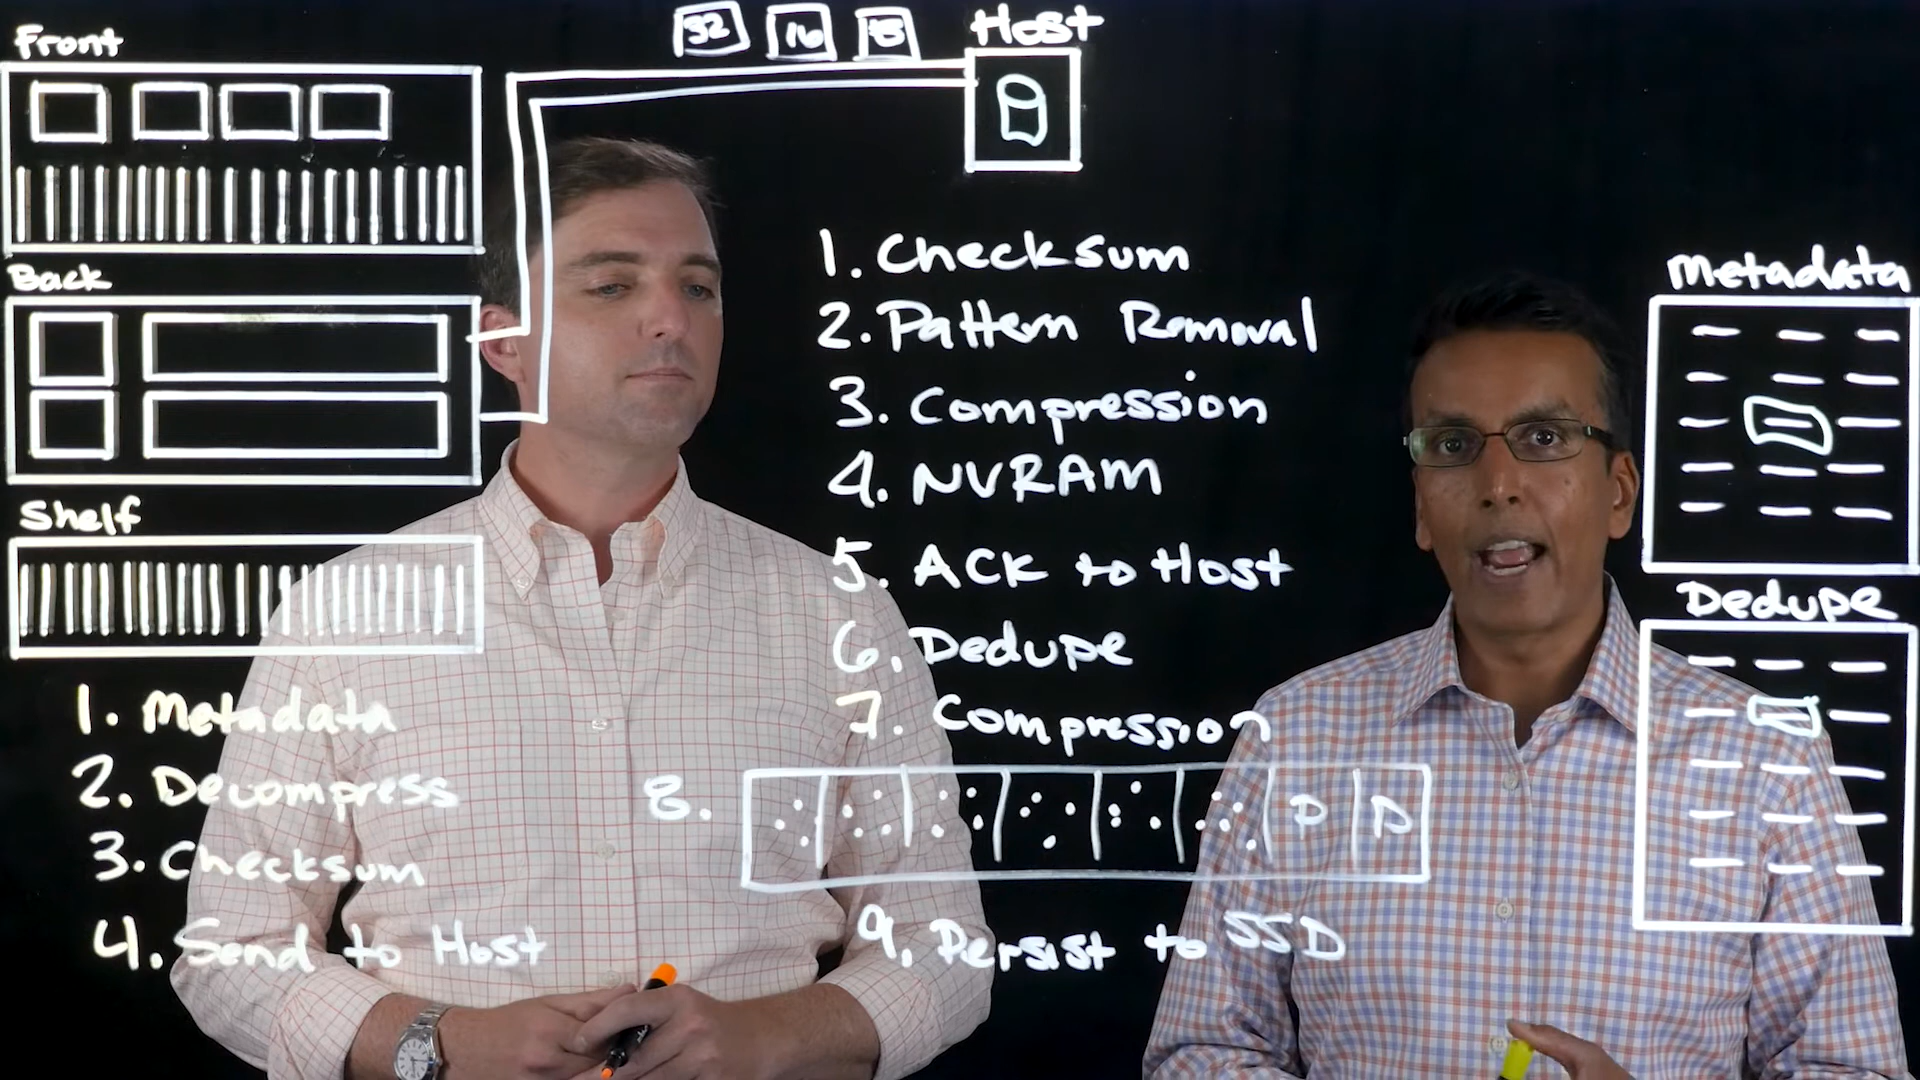 Front
32 16 8
Host
Back
Shelf
1. Metadata
2. Decompress
3. Checksum
4. Send to Host
1. Checksum
2. Pattern Removal
3. Compression
4. NVRAM
5. ACK to Host
6. Dedupe
7. Compression
8.
P D
9. Persist to SSD
Metadata
Dedupe